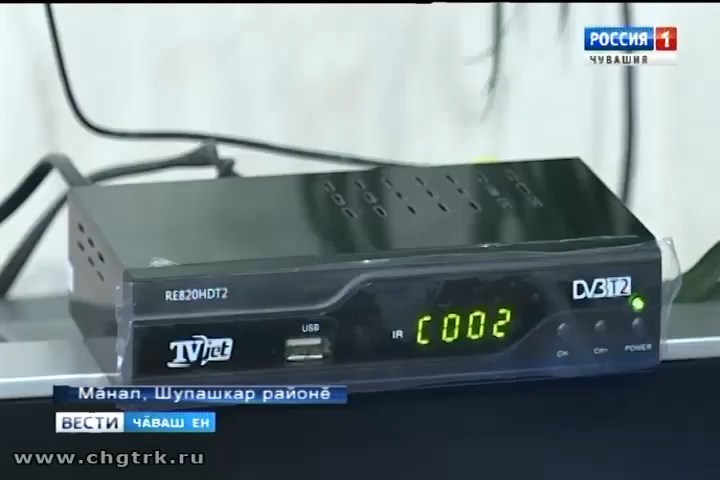 РОССИЯ 1
ЧУВАШИЯ
RE820HDT2
DVB T2
USB
IR
C002
TVjet
CH-
CH+
POWER
Мӑнал, Шупашкар районӗ
ВЕСТИ ЧӐВАШ ЕН
www.chgtrk.ru